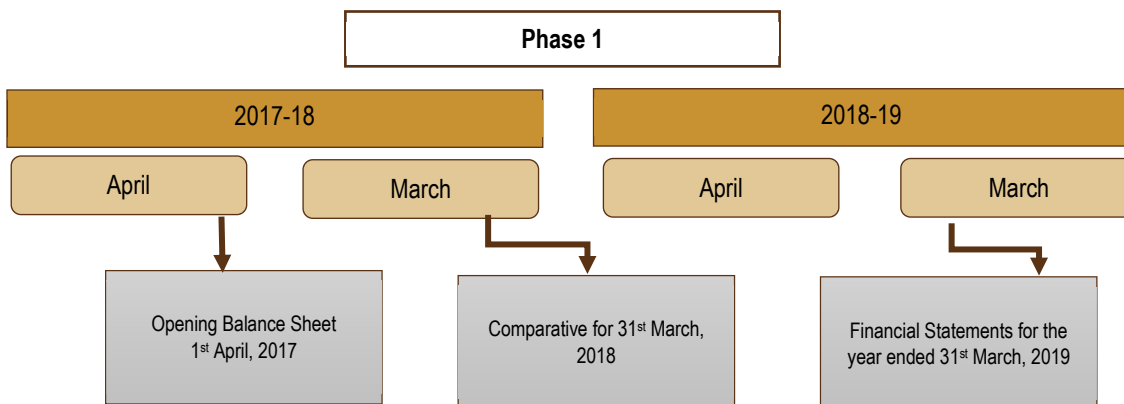 Phase 1
2017-18
2018-19
April
March
April
March
Opening Balance Sheet
1st April, 2017
Comparative for 31st March,
2018
Financial Statements for the
year ended 31st March, 2019